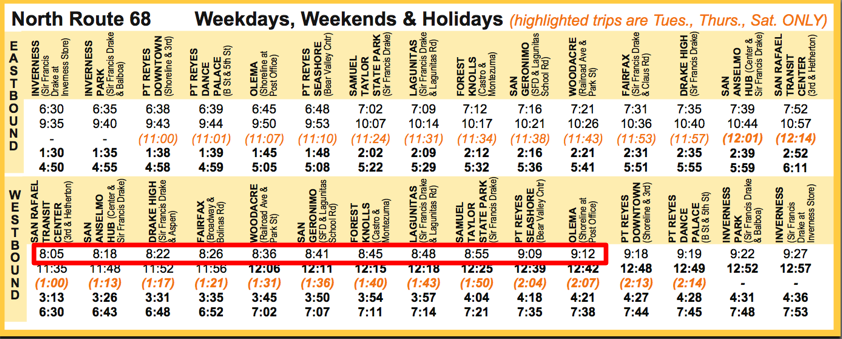 North Route 68 Weekdays, Weekends & Holidays (highlighted trips are Tues., Thurs., Sat. ONLY)
EASTBOUND
INVERNESS (Sir Francis Drake at Inverness Store)
INVERNESS PARK (Sir Francis Drake & Balboa)
PT REYES DOWNTOWN (Shoreline & 3rd)
PT REYES DANCE PALACE (B St & 5th St)
OLEMA (Shoreline at Post Office)
PT REYES SEASHORE (Bear Valley Cntr)
SAMUEL TAYLOR STATE PARK (Sir Francis Drake)
LAGUNITAS (Sir Francis Drake & Lagunitas Rd)
FOREST KNOLLS (Castro & Montezuma)
SAN GERONIMO (SFD & Lagunitas School Rd)
WOODACRE (Railroad Ave & Park St)
FAIRFAX (Sir Francis Drake & Claus Rd)
DRAKE HIGH (Sir Francis Drake)
SAN ANSELMO HUB (Center & Sir Francis Drake)
SAN RAFAEL TRANSIT CENTER (3rd & Hetherton)
6:30 6:35 6:38 6:39 6:45 6:48 7:02 7:09 7:12 7:16 7:21 7:31 7:35 7:39 7:52
9:35 9:40 9:43 9:44 9:50 9:53 10:07 10:14 10:17 10:21 10:26 10:36 10:40 10:44 10:57
- - (11:00) (11:01) (11:07) (11:10) (11:24) (11:31) (11:34) (11:38) (11:43) (11:53) (11:57) (12:01) (12:14)
1:30 1:35 1:38 1:39 1:45 1:48 2:02 2:09 2:12 2:16 2:21 2:31 2:35 2:39 2:52
4:50 4:55 4:58 4:59 5:05 5:08 5:22 5:29 5:32 5:36 5:41 5:51 5:55 5:59 6:11
WESTBOUND
SAN RAFAEL TRANSIT CENTER (3rd & Hetherton)
SAN ANSELMO HUB (Center & Sir Francis Drake)
DRAKE HIGH (Sir Francis Drake & Aspen)
FAIRFAX (Broadway & Bolinas Rd)
WOODACRE (Railroad Ave & Park St)
SAN GERONIMO (SFD & Lagunitas School Rd)
FOREST KNOLLS (Castro & Montezuma)
LAGUNITAS (Sir Francis Drake & Lagunitas Rd)
SAMUEL TAYLOR STATE PARK (Sir Francis Drake)
PT REYES SEASHORE (Bear Valley Cntr)
OLEMA (Shoreline at Post Office)
PT REYES DOWNTOWN (Shoreline & 3rd)
PT REYES DANCE PALACE (B St & 5th St)
INVERNESS PARK (Sir Francis Drake & Balboa)
INVERNESS (Sir Francis Drake at Inverness Store)
8:05 8:18 8:22 8:26 8:36 8:41 8:45 8:48 8:55 9:09 9:12 9:18 9:19 9:22 9:27
11:35 11:48 11:52 11:56 12:06 12:11 12:15 12:18 12:25 12:39 12:42 12:48 12:49 12:52 12:57
(1:00) (1:13) (1:17) (1:21) (1:31) (1:36) (1:40) (1:43) (1:50) (2:04) (2:07) (2:13) (2:14) - -
3:13 3:26 3:31 3:35 3:45 3:50 3:54 3:57 4:04 4:18 4:21 4:27 4:28 4:31 4:36
6:30 6:43 6:48 6:52 7:02 7:07 7:11 7:14 7:21 7:35 7:38 7:44 7:45 7:48 7:53